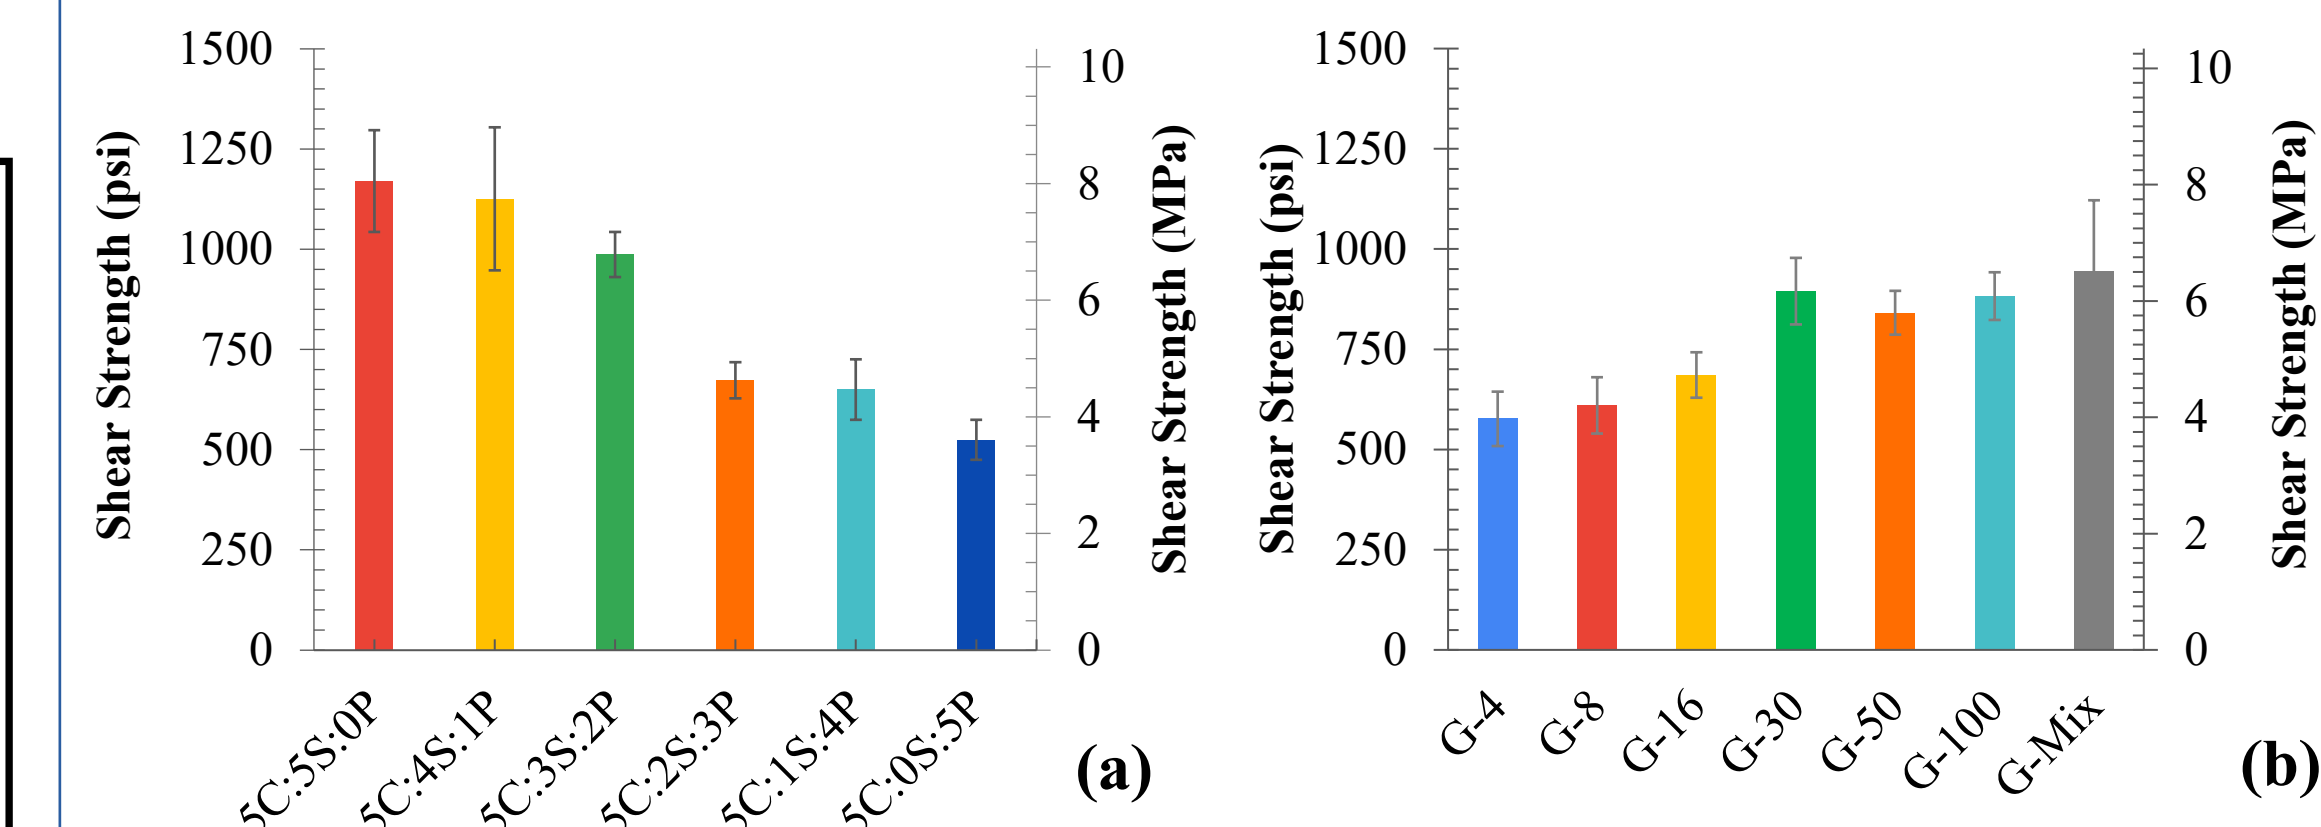 Shear Strength (psi)
1500
1250
1000
750
500
250
0
5C:5S:0P
5C:4S:1P
5C:3S:2P
5C:2S:3P
5C:1S:4P
5C:0S:5P
10
8
6
4
2
0
Shear Strength (MPa)
(a)
Shear Strength (psi)
1500
1250
1000
750
500
250
0
G-4
G-8
G-16
G-30
G-50
G-100
G-Mix
10
8
6
4
2
0
Shear Strength (MPa)
(b)